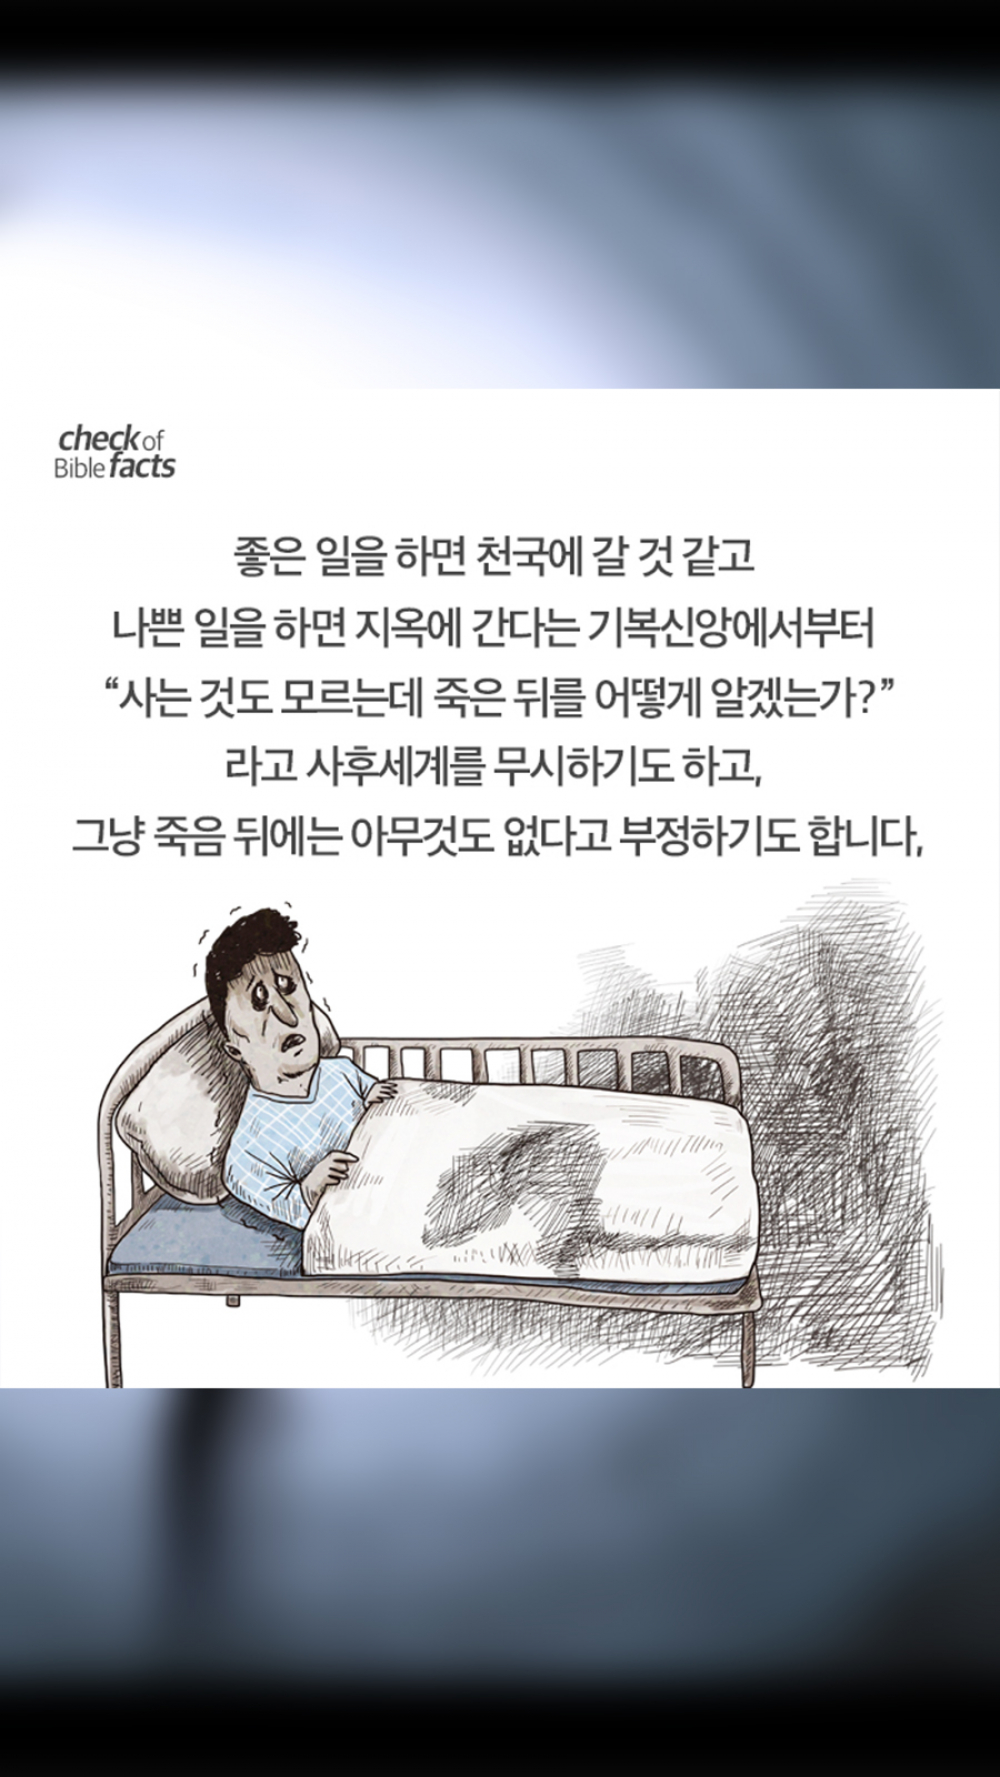 check of
Bible facts
좋은 일을 하면 천국에 갈 것 같고
나쁜 일을 하면 지옥에 간다는 기복신앙에서부터
“사는 것도 모르는데 죽은 뒤를 어떻게 알겠는가?”
라고 사후세계를 무시하기도 하고,
그냥 죽음 뒤에는 아무것도 없다고 부정하기도 합니다,